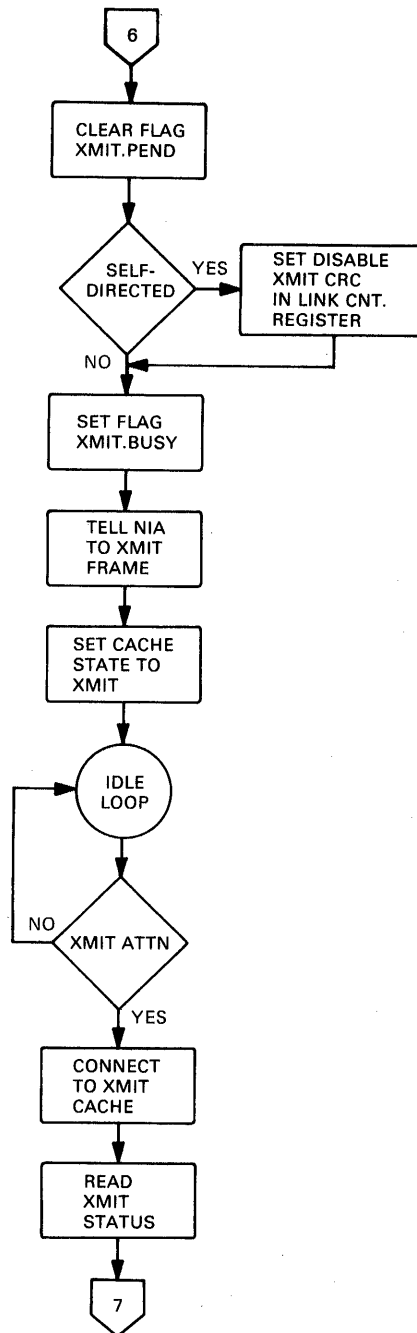 6
CLEAR FLAG
XMIT.PEND
SELF-
DIRECTED
YES
SET DISABLE
XMIT CRC
IN LINK CNT.
REGISTER
NO
SET FLAG
XMIT.BUSY
TELL NIA
TO XMIT
FRAME
SET CACHE
STATE TO
XMIT
IDLE
LOOP
NO
XMIT ATTN
YES
CONNECT
TO XMIT
CACHE
READ
XMIT
STATUS
7